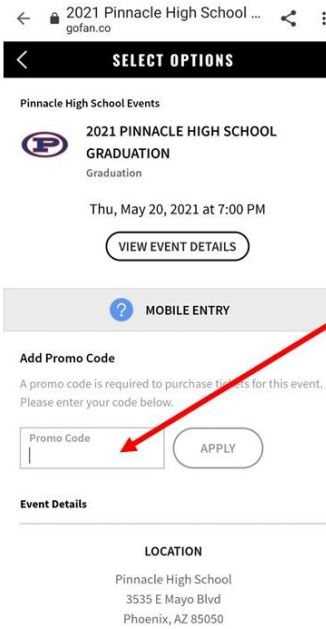 2021 Pinnacle High School ...
gofan.co
SELECT OPTIONS
Pinnacle High School Events
P
2021 PINNACLE HIGH SCHOOL
GRADUATION
Graduation
Thu, May 20, 2021 at 7:00 PM
VIEW EVENT DETAILS
? MOBILE ENTRY
Add Promo Code
A promo code is required to purchase tickets for this event.
Please enter your code below.
Promo Code
APPLY
Event Details
LOCATION
Pinnacle High School
3535 E Mayo Blvd
Phoenix, AZ 85050